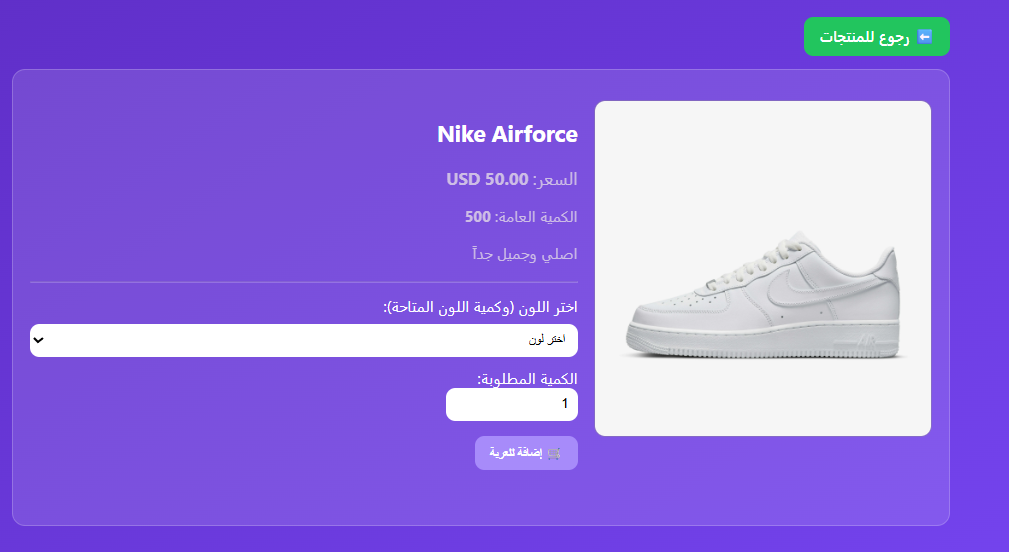 ⬅️ رجوع للمنتجات
Nike Airforce
السعر: USD 50.00
الكمية العامة: 500
اصلي وجميل جداً
اختر اللون (وكمية اللون المتاحة):
اختر لون
الكمية المطلوبة:
1
🛒 إضافة للعربة